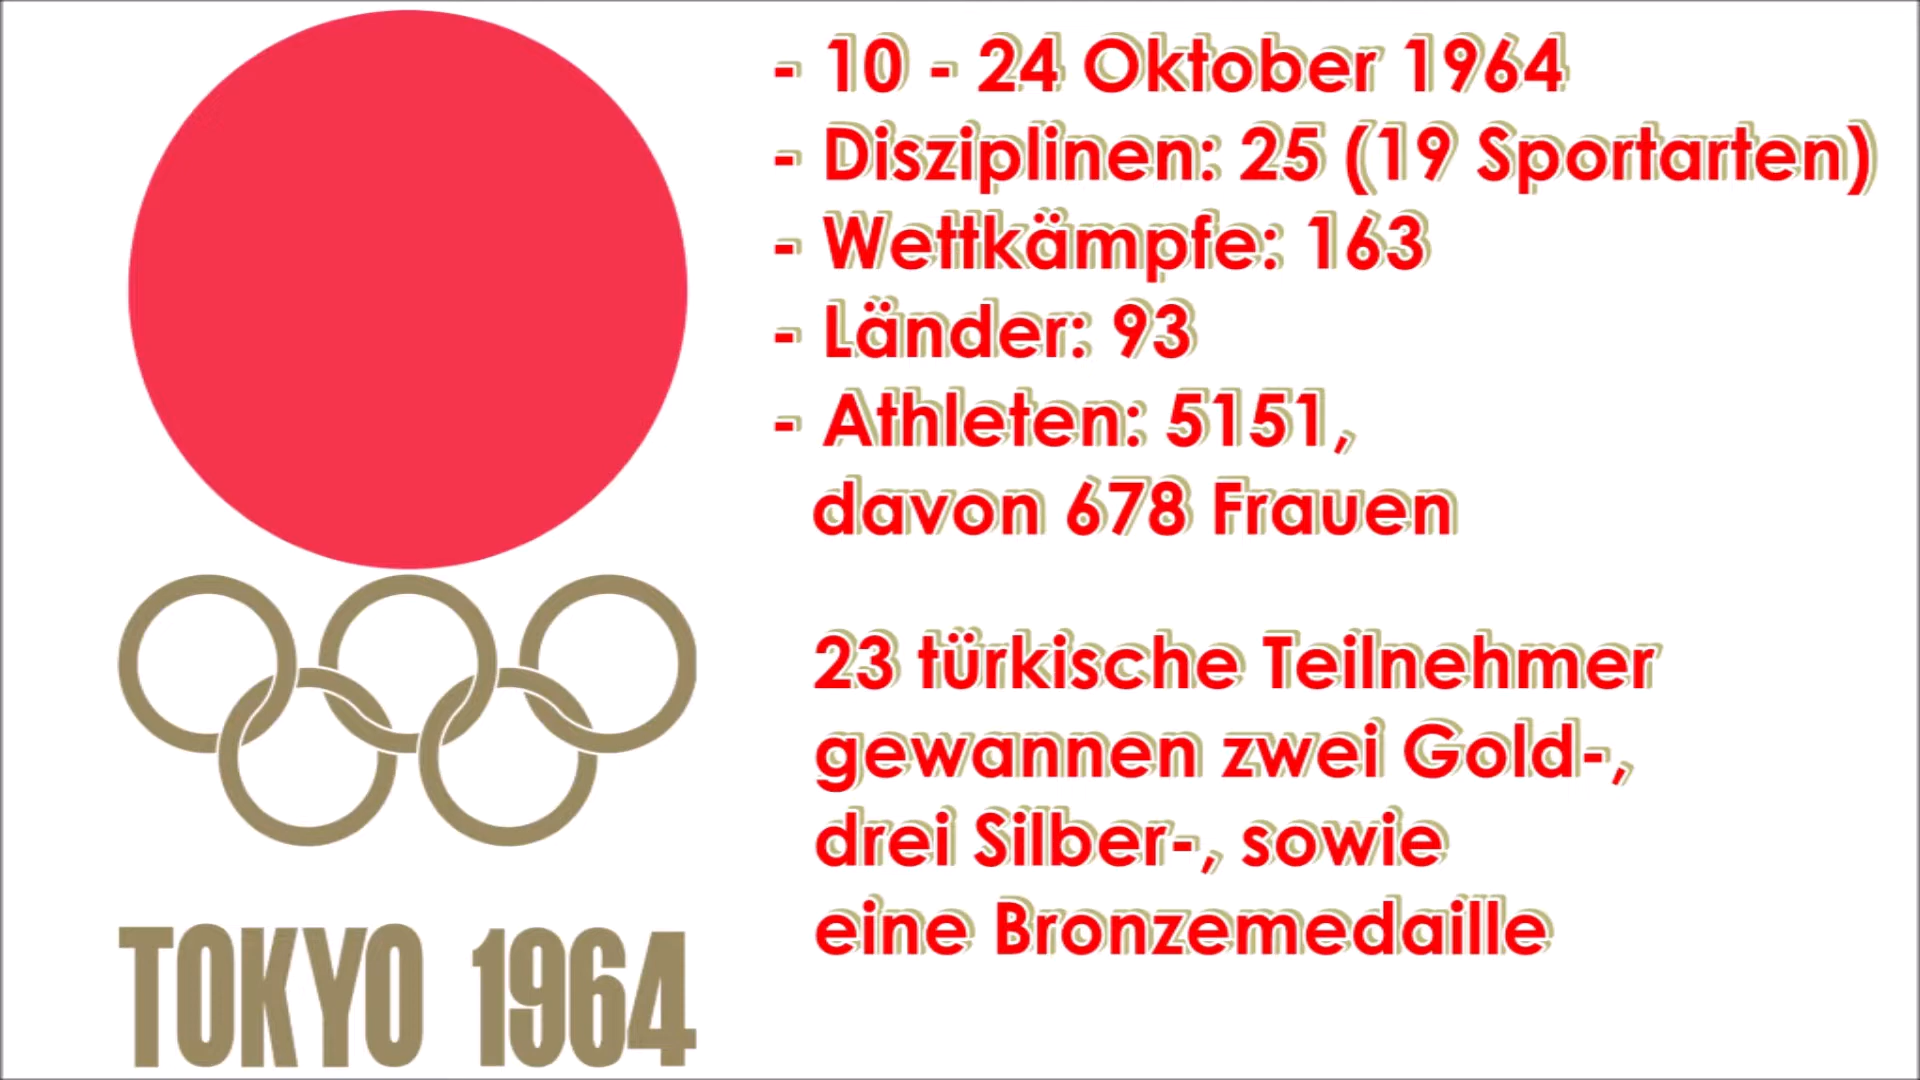 - 10 - 24 Oktober 1964
- Disziplinen: 25 (19 Sportarten)
- Wettkämpfe: 163
- Länder: 93
- Athleten: 5151,
davon 678 Frauen
23 türkische Teilnehmer
gewannen zwei Gold-,
drei Silber-, sowie
eine Bronzemedaille
TOKYO 1964